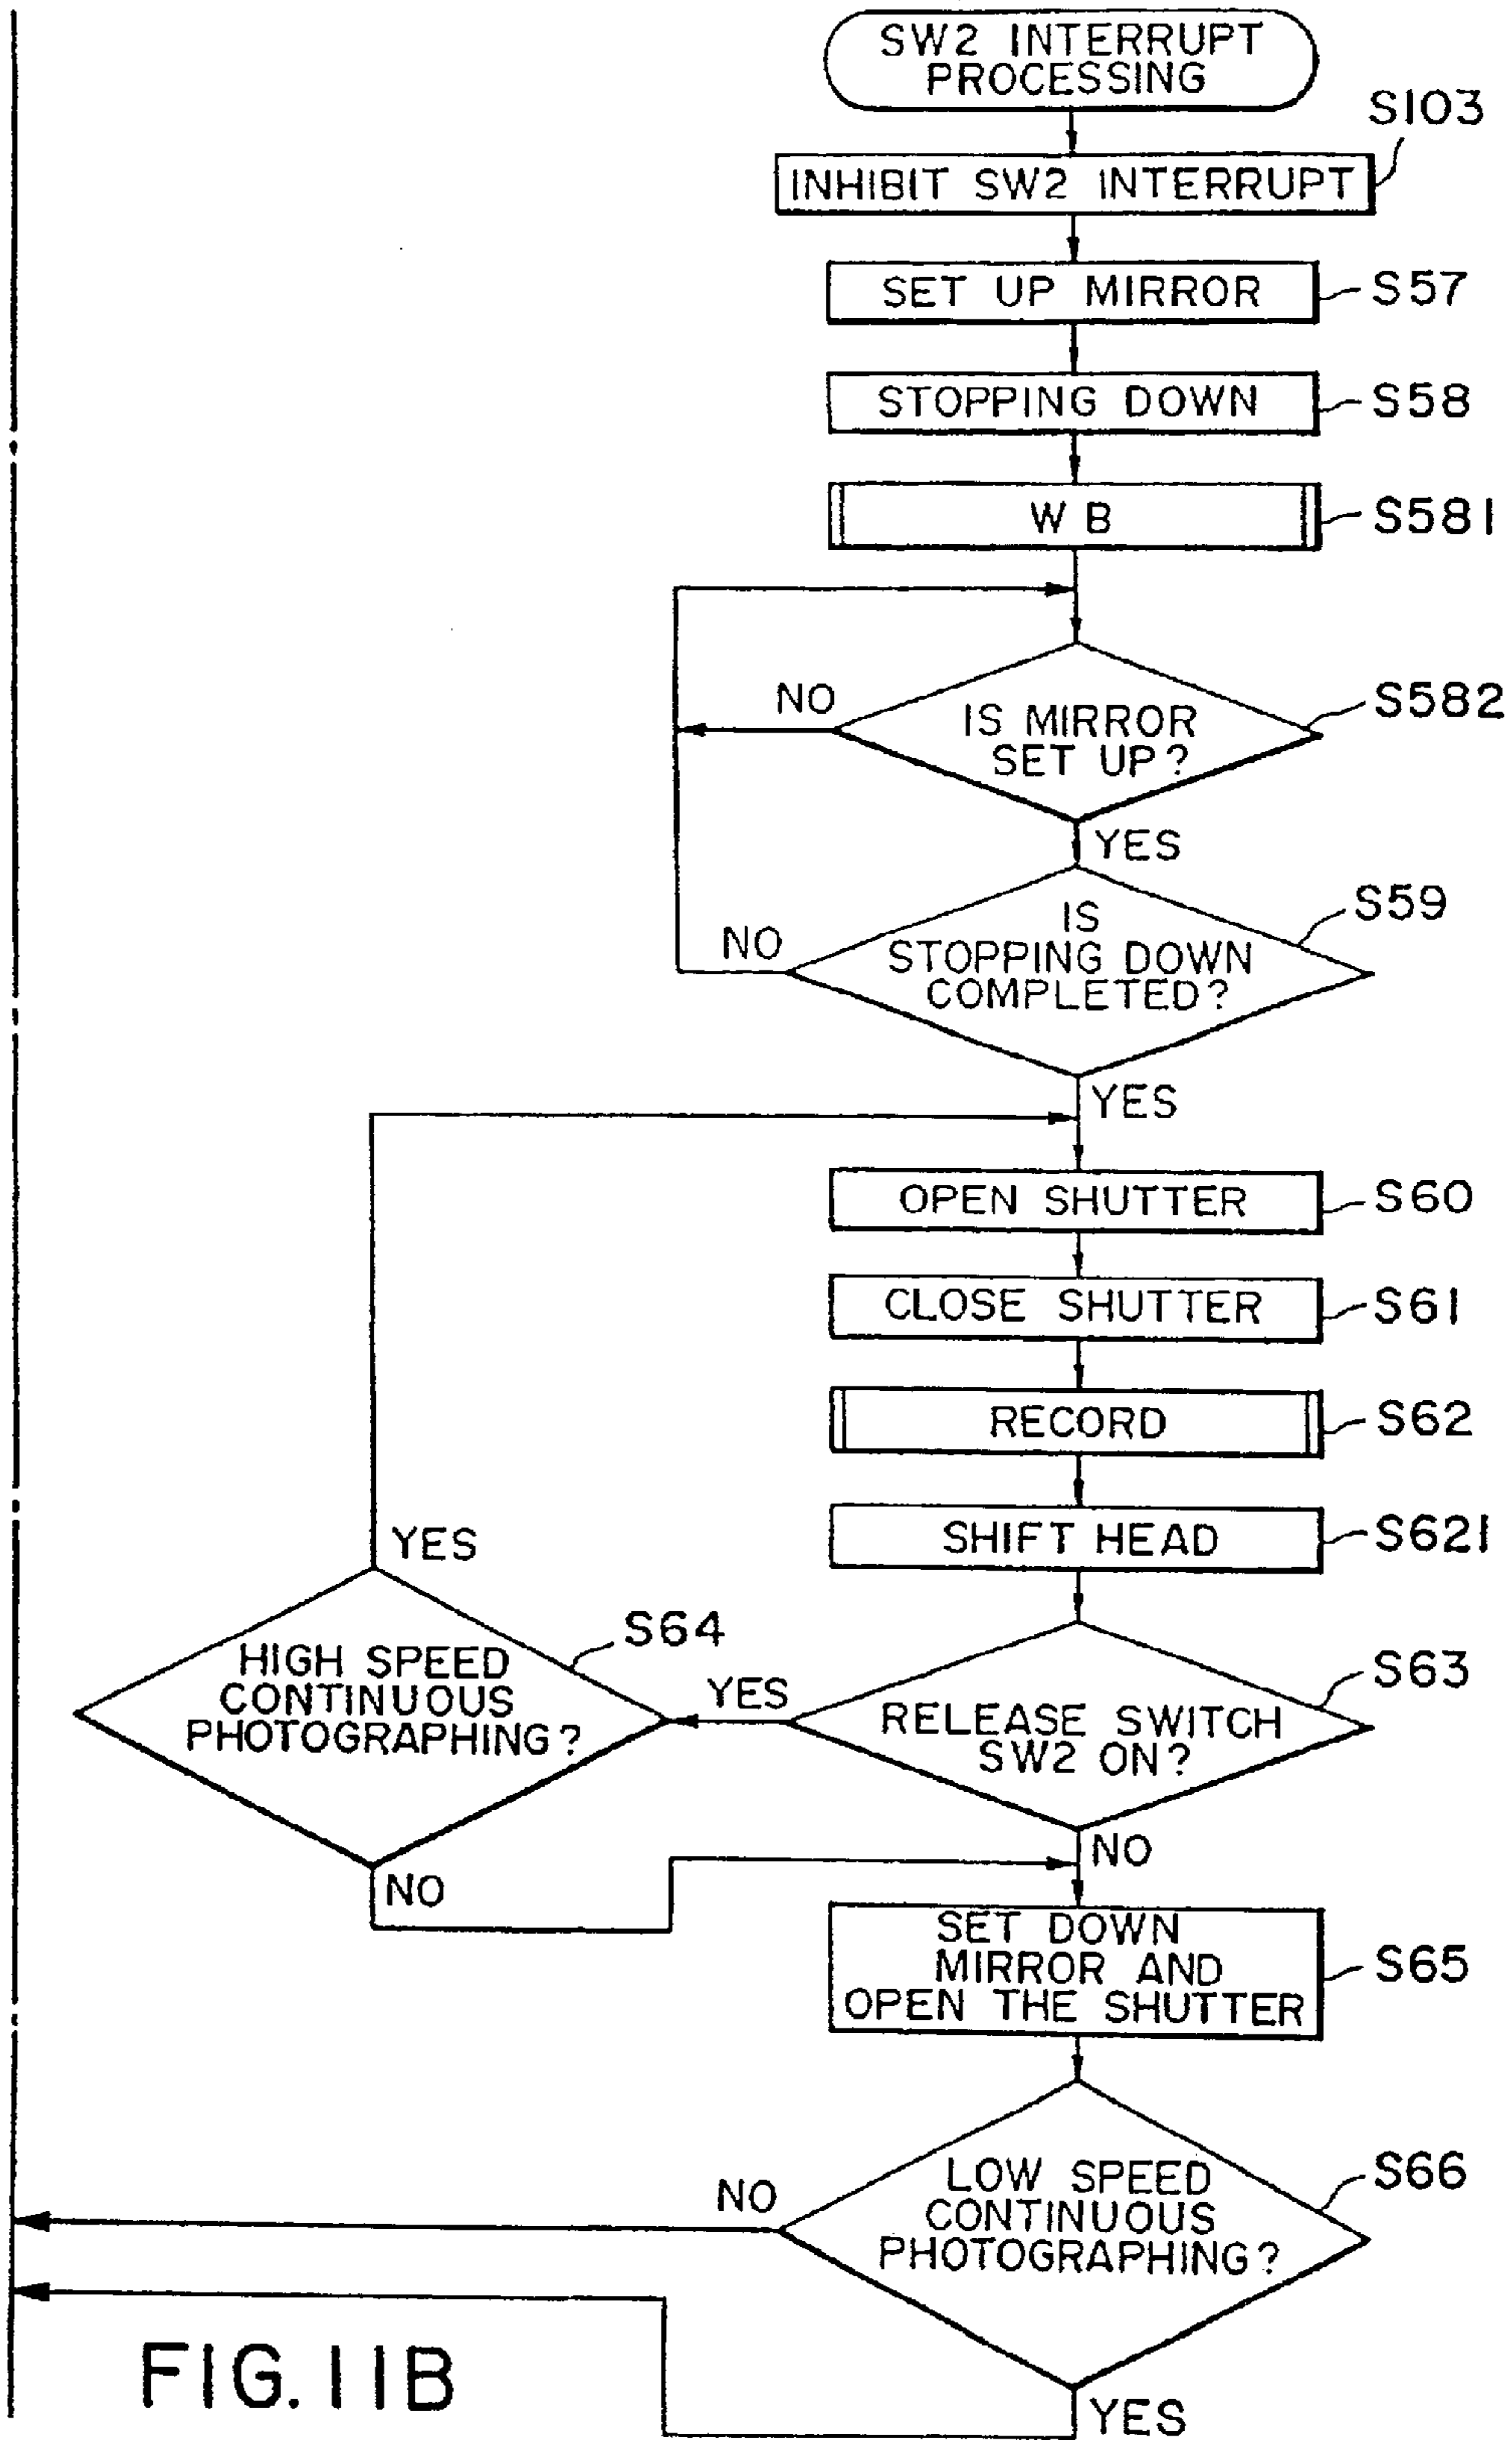 SW2 INTERRUPT
PROCESSING
S103
INHIBIT SW2 INTERRUPT
SET UP MIRROR
S57
STOPPING DOWN
S58
WB
S581
NO
IS MIRROR
SET UP?
S582
YES
S59
NO
IS
STOPPING DOWN
COMPLETED?
YES
OPEN SHUTTER
S60
CLOSE SHUTTER
S61
RECORD
S62
SHIFT HEAD
S621
YES
S64
HIGH SPEED
CONTINUOUS
PHOTOGRAPHING?
YES
S63
RELEASE SWITCH
SW2 ON?
NO
NO
SET DOWN
MIRROR AND
OPEN THE SHUTTER
S65
NO
LOW SPEED
CONTINUOUS
PHOTOGRAPHING?
S66
YES
FIG. 11B